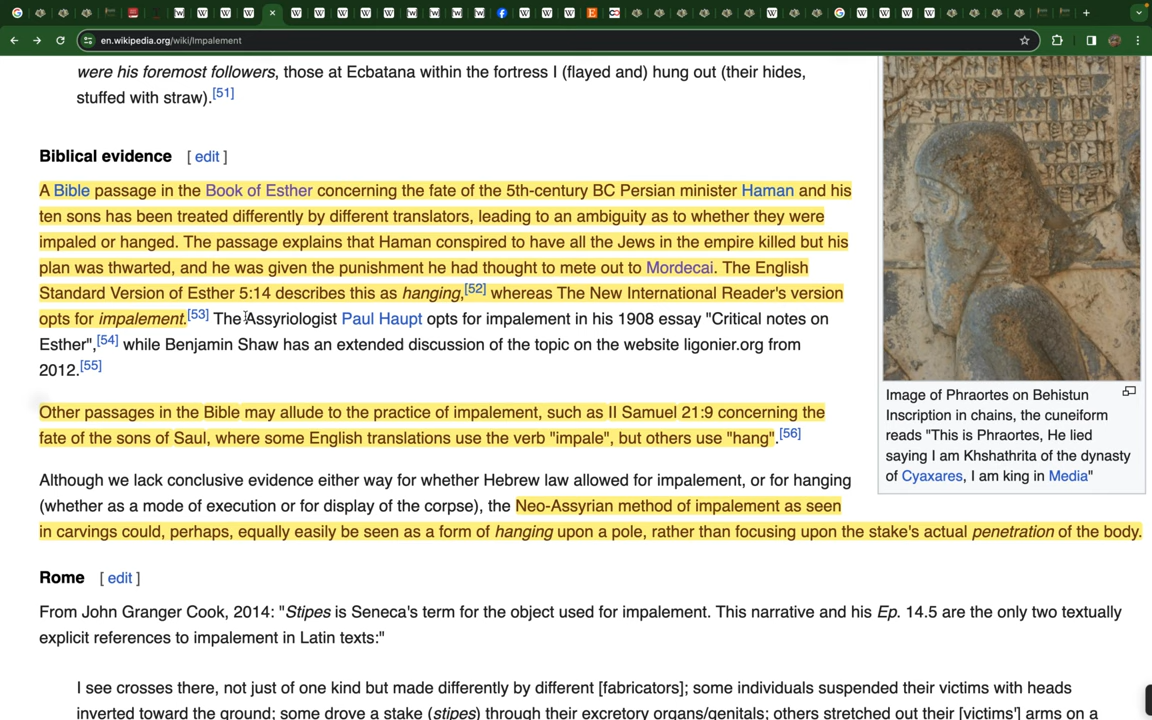 en.wikipedia.org/wiki/Impalement
were his foremost followers, those at Ecbatana within the fortress I (flayed and) hung out (their hides,
stuffed with straw).[51]
Biblical evidence [ edit ]
A Bible passage in the Book of Esther concerning the fate of the 5th-century BC Persian minister Haman and his
ten sons has been treated differently by different translators, leading to an ambiguity as to whether they were
impaled or hanged. The passage explains that Haman conspired to have all the Jews in the empire killed but his
plan was thwarted, and he was given the punishment he had thought to mete out to Mordecai. The English
Standard Version of Esther 5:14 describes this as hanging,[52] whereas The New International Reader's version
opts for impalement.[53] The Assyriologist Paul Haupt opts for impalement in his 1908 essay "Critical notes on
Esther",[54] while Benjamin Shaw has an extended discussion of the topic on the website ligonier.org from
2012.[55]
Other passages in the Bible may allude to the practice of impalement, such as II Samuel 21:9 concerning the
fate of the sons of Saul, where some English translations use the verb "impale", but others use "hang".[56]
Although we lack conclusive evidence either way for whether Hebrew law allowed for impalement, or for hanging
(whether as a mode of execution or for display of the corpse), the Neo-Assyrian method of impalement as seen
in carvings could, perhaps, equally easily be seen as a form of hanging upon a pole, rather than focusing upon the stake's actual penetration of the body.
Image of Phraortes on Behistun
Inscription in chains, the cuneiform
reads "This is Phraortes, He lied
saying I am Khshathrita of the dynasty
of Cyaxares, I am king in Media"
Rome [ edit ]
From John Granger Cook, 2014: "Stipes is Seneca's term for the object used for impalement. This narrative and his Ep. 14.5 are the only two textually
explicit references to impalement in Latin texts:"
I see crosses there, not just of one kind but made differently by different [fabricators]; some individuals suspended their victims with heads
inverted toward the ground; some drove a stake (stipes) through their excretory organs/genitals; others stretched out their [victims'] arms on a